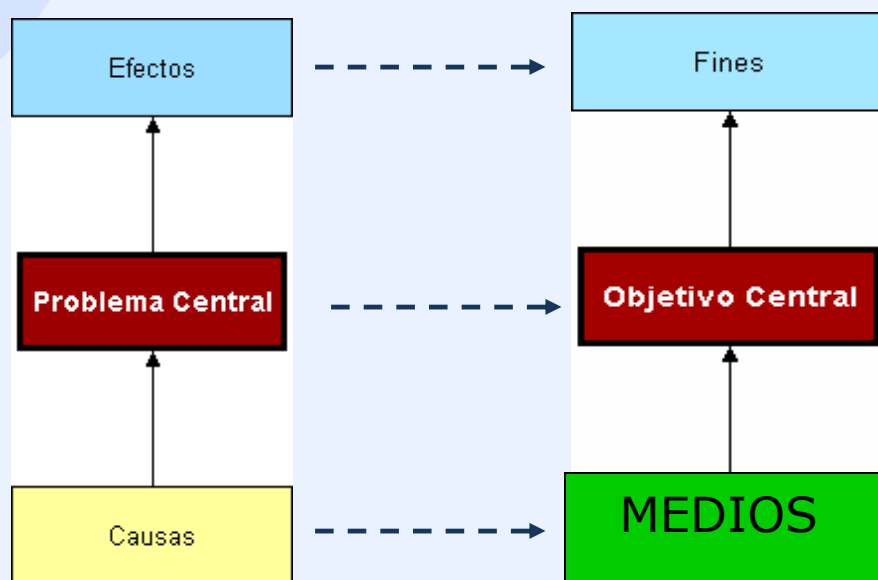 Efectos
Fines
Problema Central
Objetivo Central
Causas
MEDIOS